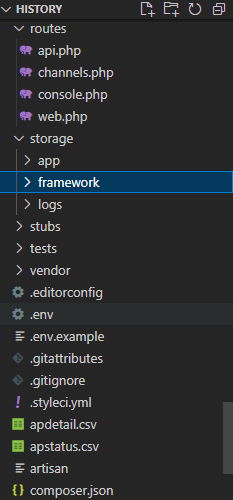 HISTORY
routes
api.php
channels.php
console.php
web.php
storage
app
framework
logs
stubs
tests
vendor
.editorconfig
.env
.env.example
.gitattributes
.gitignore
.styleci.yml
apdetail.csv
apstatus.csv
artisan
composer.json